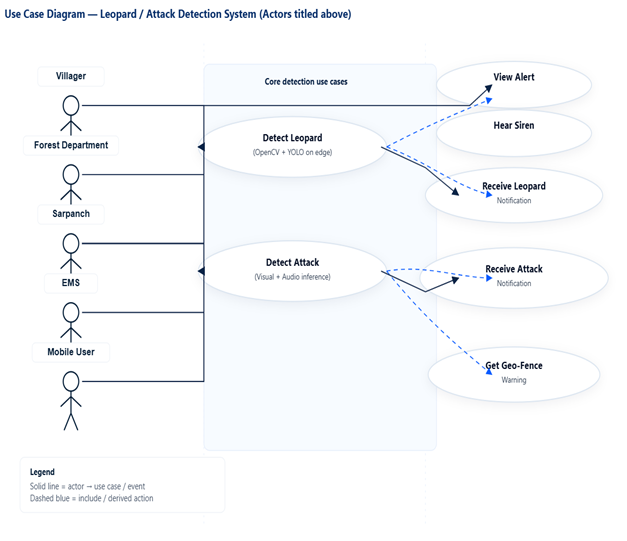 Use Case Diagram — Leopard / Attack Detection System (Actors titled above)
Villager
Forest Department
Sarpanch
EMS
Mobile User
Core detection use cases
Detect Leopard
(OpenCV + YOLO on edge)
Detect Attack
(Visual + Audio inference)
View Alert
Hear Siren
Receive Leopard
Notification
Receive Attack
Notification
Get Geo-Fence
Warning
Legend
Solid line = actor → use case / event
Dashed blue = include / derived action